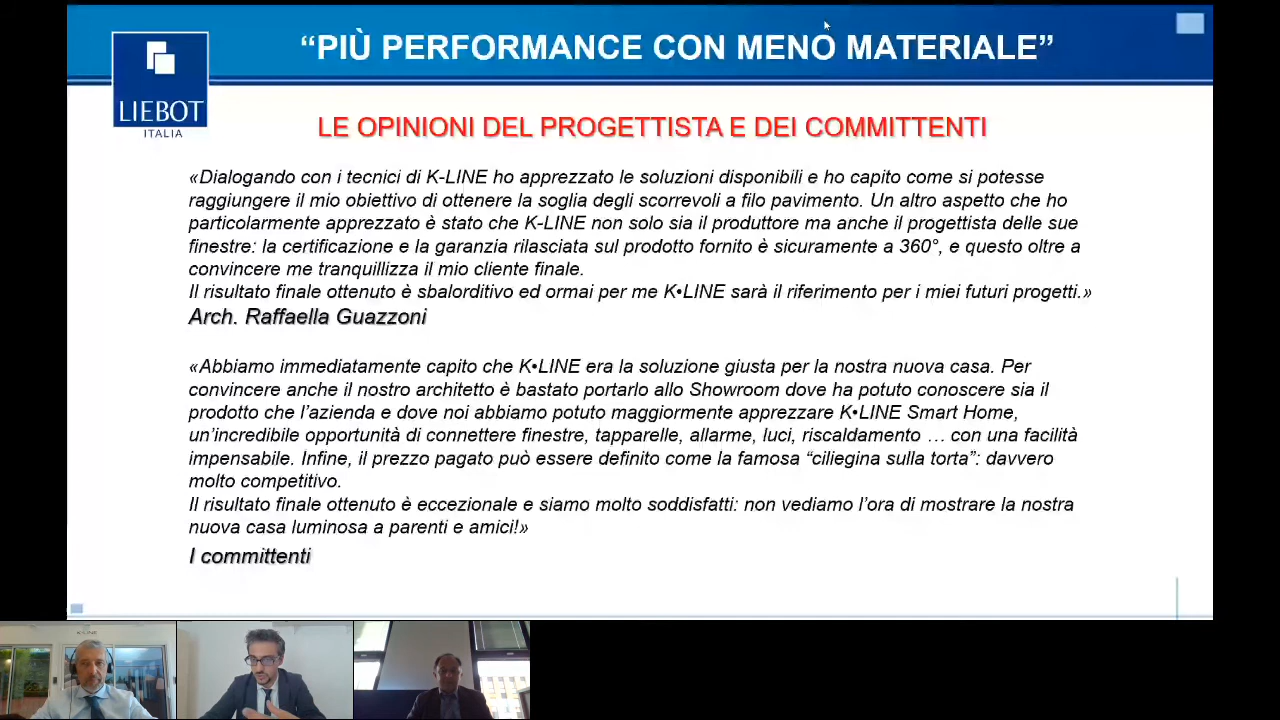 “PIÙ PERFORMANCE CON MENO MATERIALE”
LIEBOT
ITALIA
LE OPINIONI DEL PROGETTISTA E DEI COMMITTENTI
«Dialogando con i tecnici di K-LINE ho apprezzato le soluzioni disponibili e ho capito come si potesse
raggiungere il mio obiettivo di ottenere la soglia degli scorrevoli a filo pavimento. Un altro aspetto che ho
particolarmente apprezzato è stato che K-LINE non solo sia il produttore ma anche il progettista delle sue
finestre: la certificazione e la garanzia rilasciata sul prodotto fornito è sicuramente a 360°, e questo oltre a
convincere me tranquillizza il mio cliente finale.
Il risultato finale ottenuto è sbalorditivo ed ormai per me K•LINE sarà il riferimento per i miei futuri progetti.»
Arch. Raffaella Guazzoni
«Abbiamo immediatamente capito che K•LINE era la soluzione giusta per la nostra nuova casa. Per
convincere anche il nostro architetto è bastato portarlo allo Showroom dove ha potuto conoscere sia il
prodotto che l’azienda e dove noi abbiamo potuto maggiormente apprezzare K•LINE Smart Home,
un’incredibile opportunità di connettere finestre, tapparelle, allarme, luci, riscaldamento … con una facilità
impensabile. Infine, il prezzo pagato può essere definito come la famosa “ciliegina sulla torta”: davvero
molto competitivo.
Il risultato finale ottenuto è eccezionale e siamo molto soddisfatti: non vediamo l’ora di mostrare la nostra
nuova casa luminosa a parenti e amici!»
I committenti